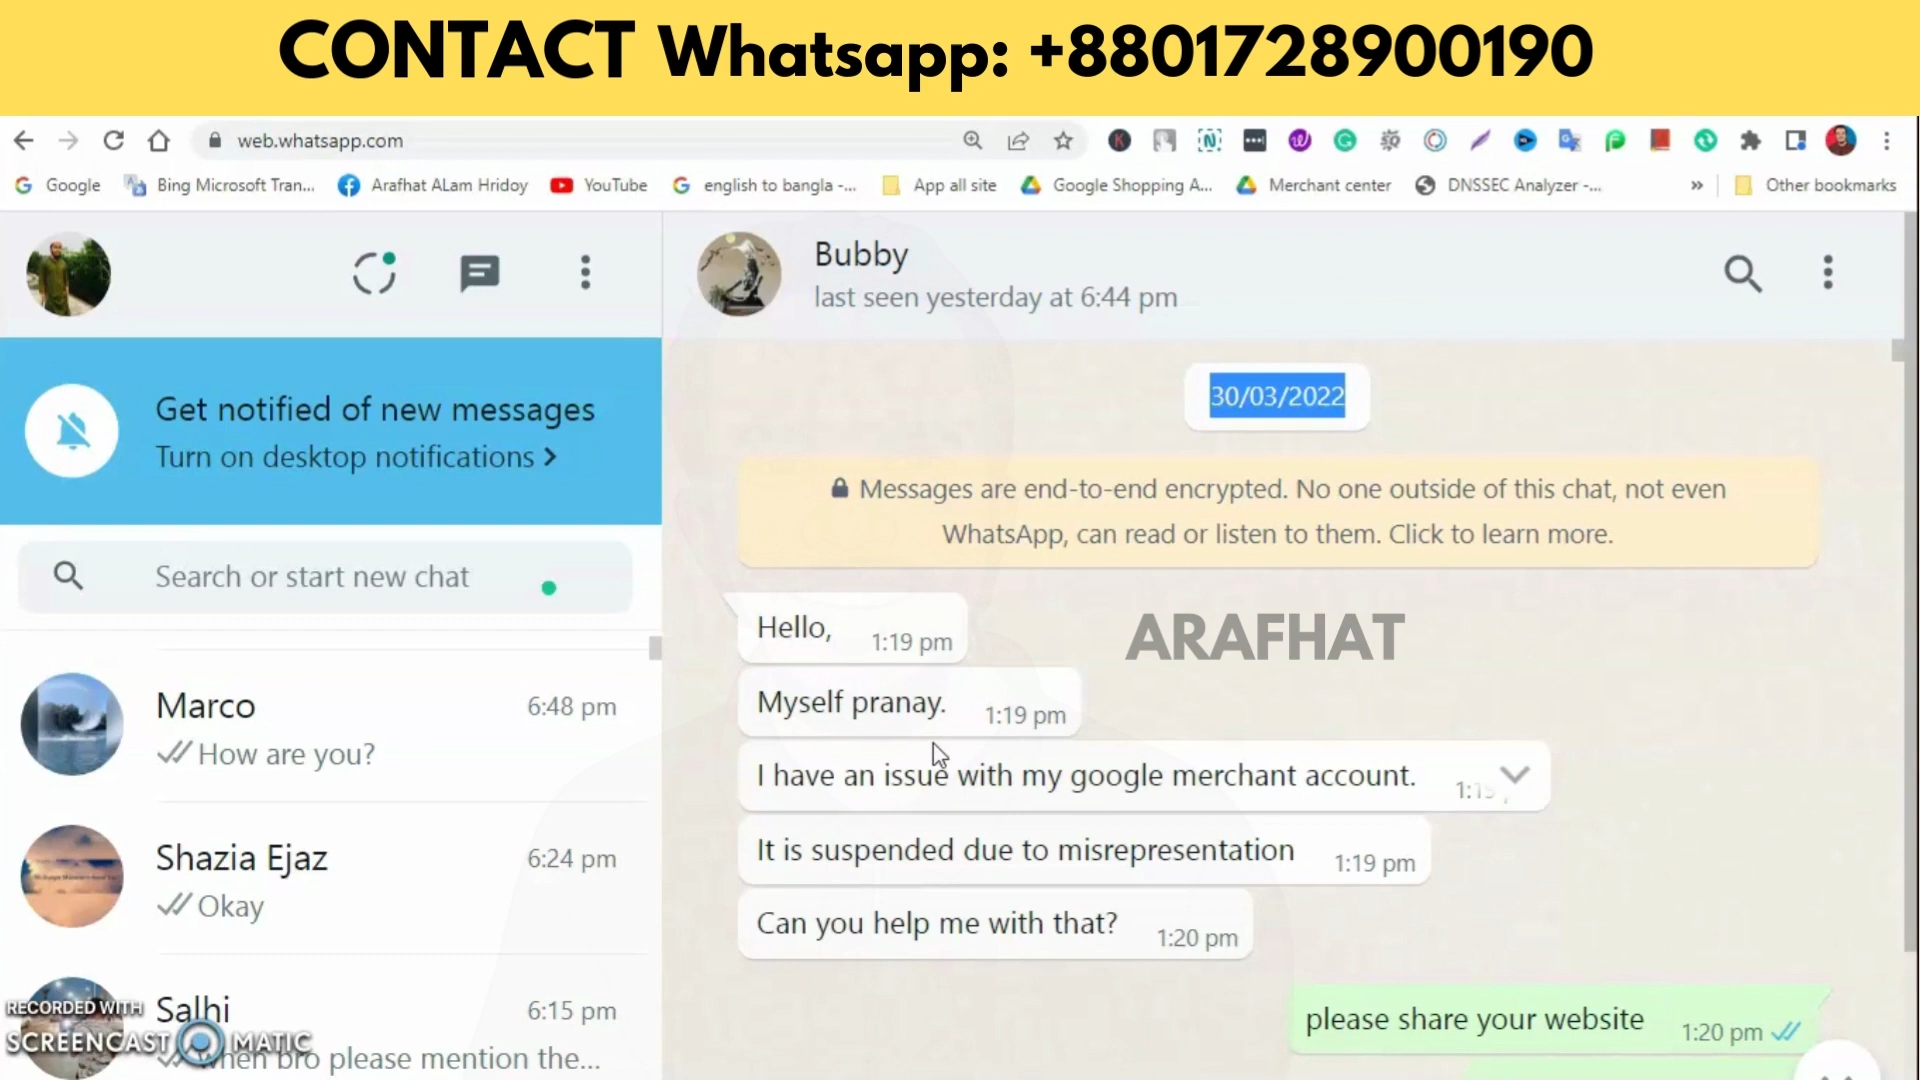 CONTACT Whatsapp: +8801728900190
web.whatsapp.com
Google
Bing Microsoft Tran...
Arafhat ALam Hridoy
YouTube
english to bangla -...
App all site
Google Shopping A...
Merchant center
DNSSEC Analyzer -...
»
Other bookmarks
Get notified of new messages
Turn on desktop notifications >
Search or start new chat
Marco
6:48 pm
How are you?
Shazia Ejaz
6:24 pm
Okay
Salhi
6:15 pm
when bro please mention the...
RECORDED WITH
SCREENCAST MATIC
Bubby
last seen yesterday at 6:44 pm
30/03/2022
Messages are end-to-end encrypted. No one outside of this chat, not even
WhatsApp, can read or listen to them. Click to learn more.
Hello, 1:19 pm
ARAFHAT
Myself pranay. 1:19 pm
I have an issue with my google merchant account.
It is suspended due to misrepresentation 1:19 pm
Can you help me with that? 1:20 pm
please share your website 1:20 pm